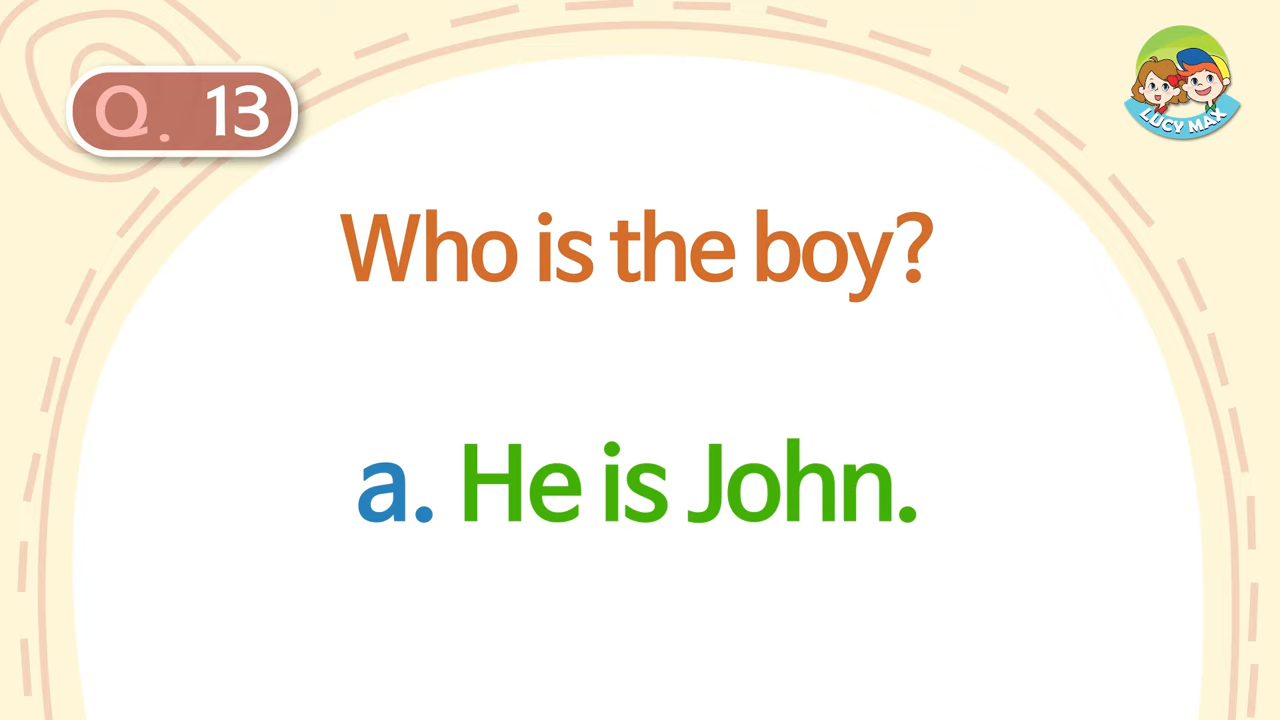 Q. 13
LUCY MAX
Who is the boy?
a. He is John.